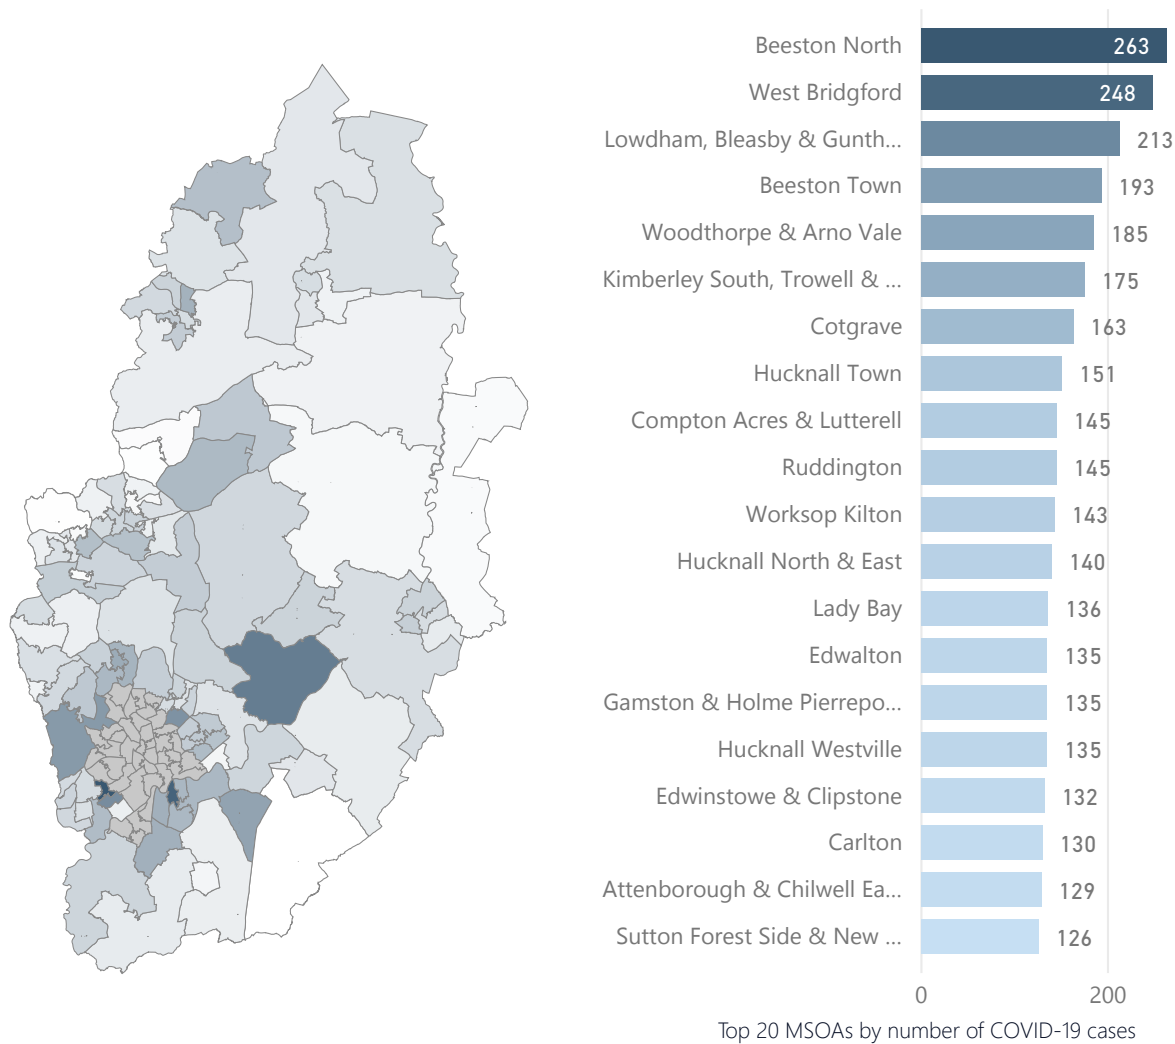 Beeston North 263
West Bridgford 248
Lowdham, Bleasby & Gunth... 213
Beeston Town 193
Woodthorpe & Arno Vale 185
Kimberley South, Trowell & ... 175
Cotgrave 163
Hucknall Town 151
Compton Acres & Lutterell 145
Ruddington 145
Worksop Kilton 143
Hucknall North & East 140
Lady Bay 136
Edwalton 135
Gamston & Holme Pierrepo... 135
Hucknall Westville 135
Edwinstowe & Clipstone 132
Carlton 130
Attenborough & Chilwell Ea... 129
Sutton Forest Side & New ... 126
0 200
Top 20 MSOAs by number of COVID-19 cases